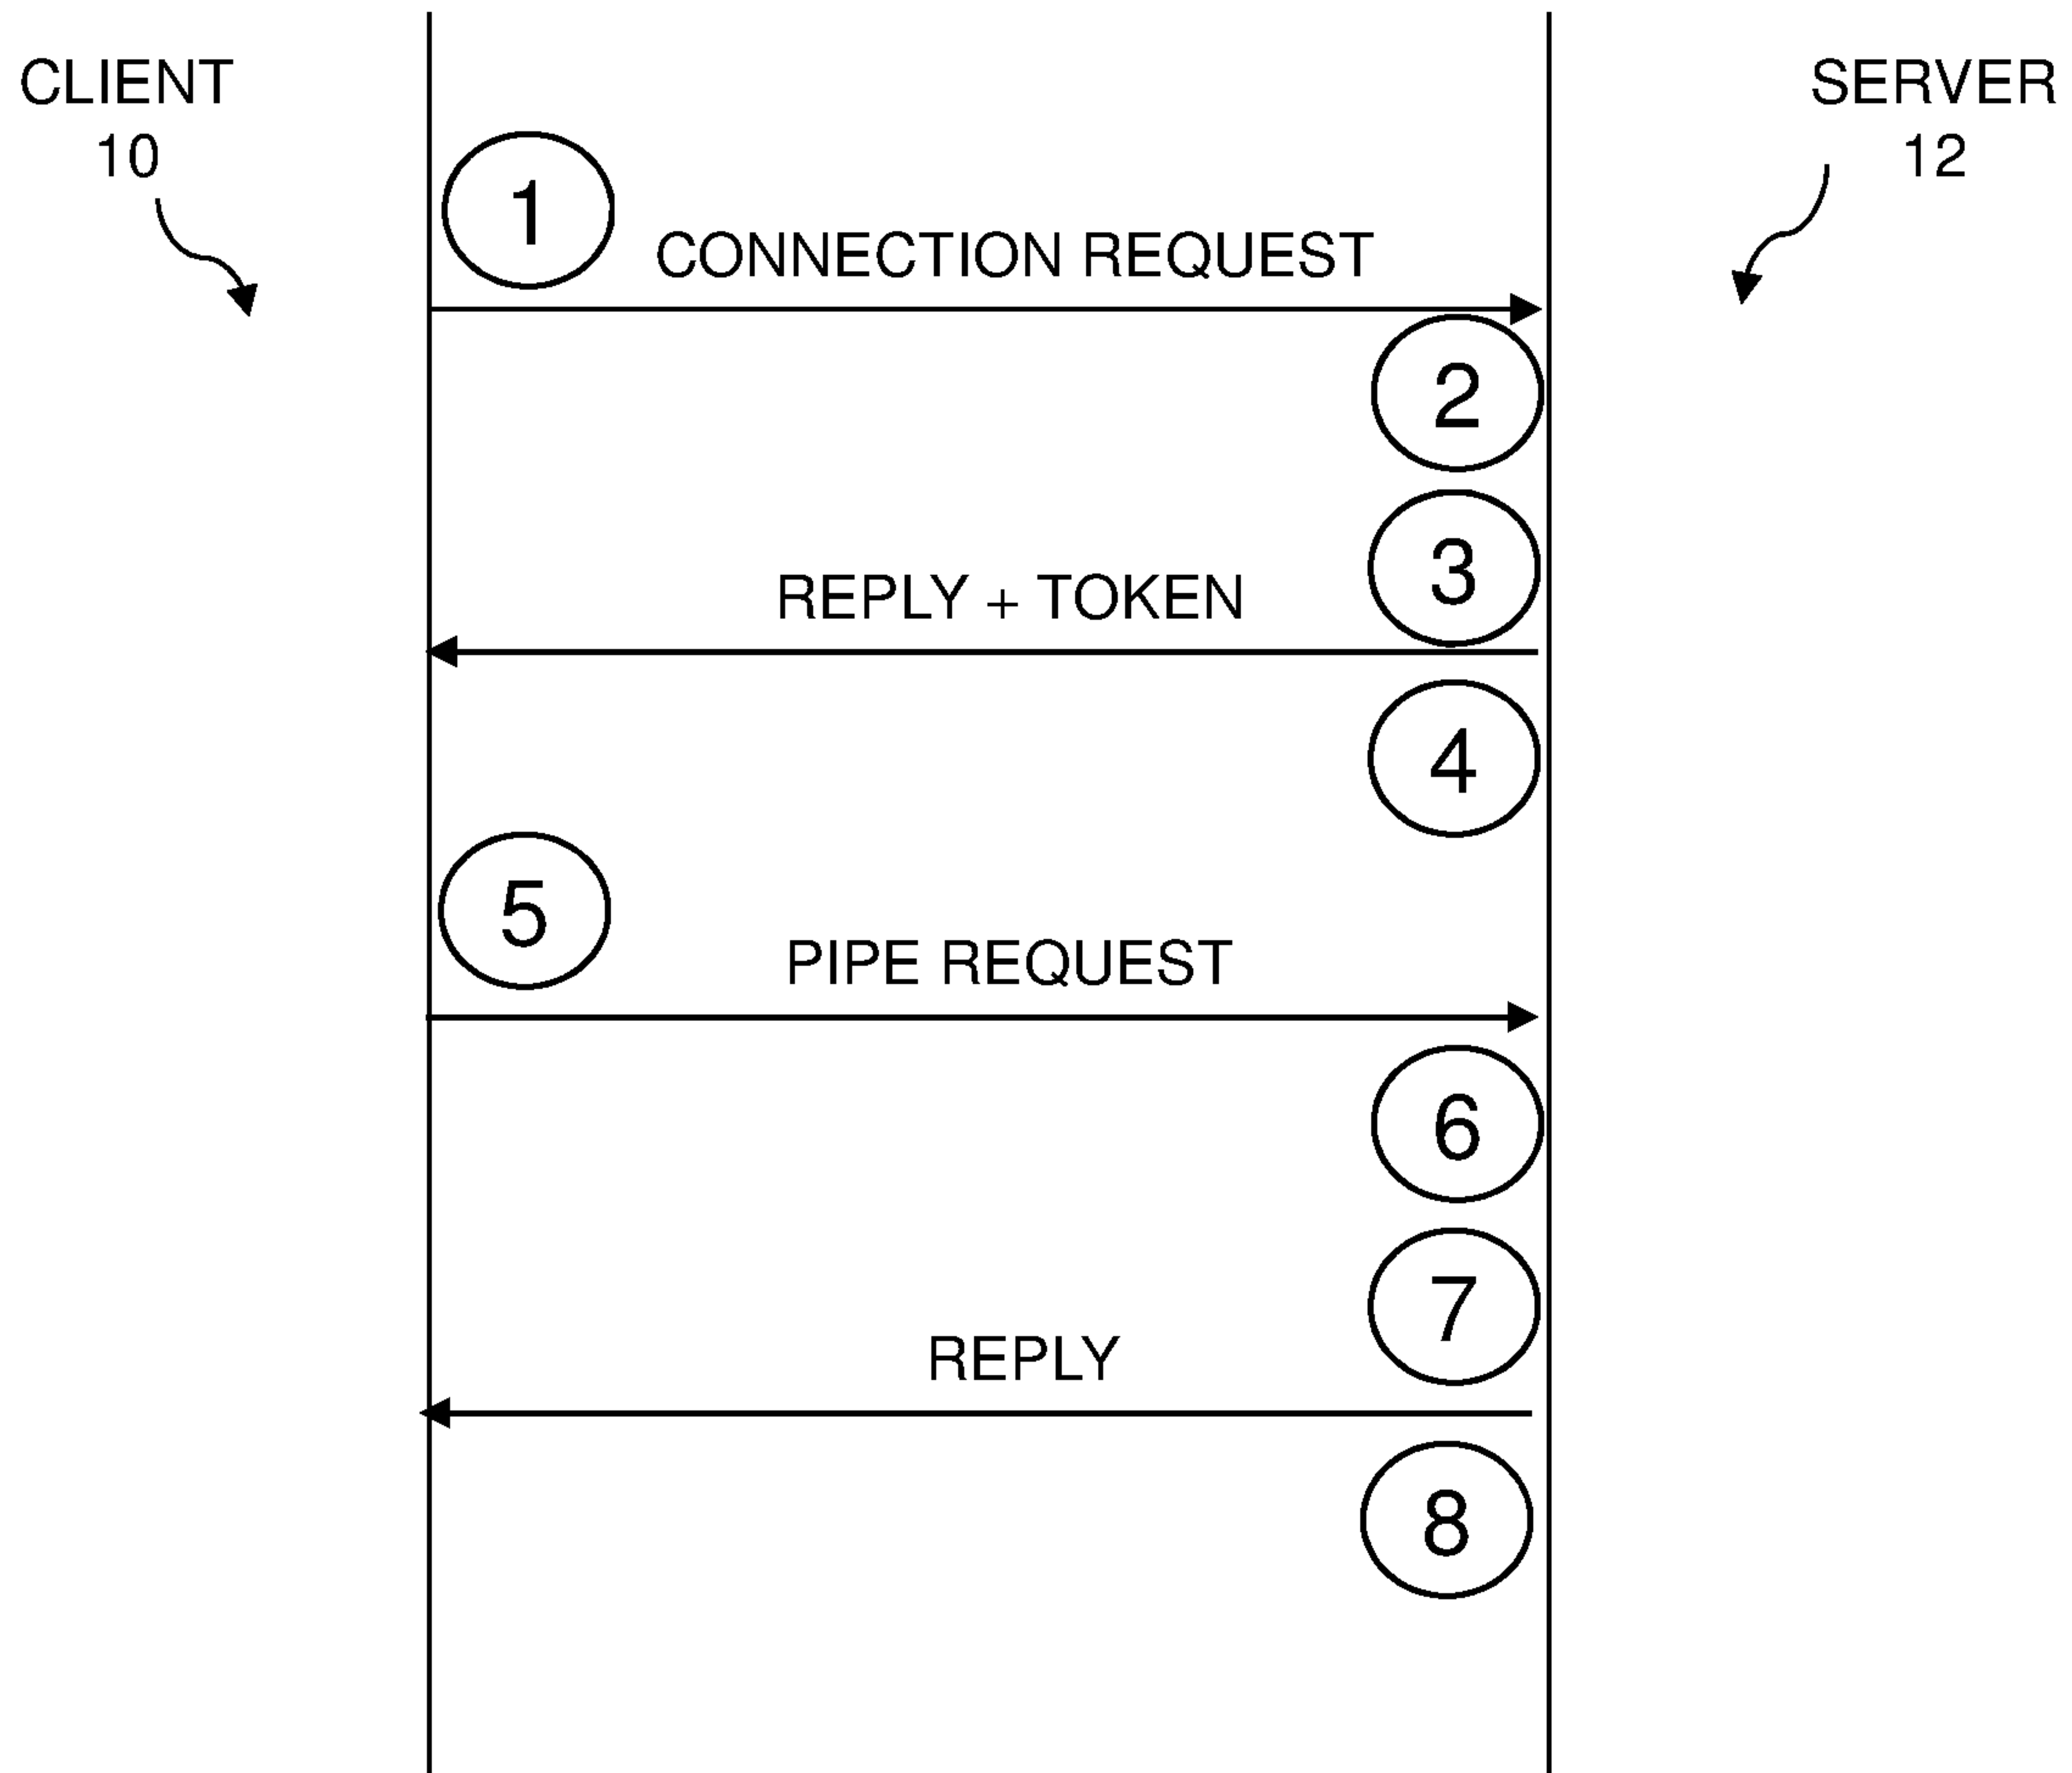 CLIENT
10
SERVER
12
1
CONNECTION REQUEST
2
3
REPLY + TOKEN
4
5
PIPE REQUEST
6
7
REPLY
8